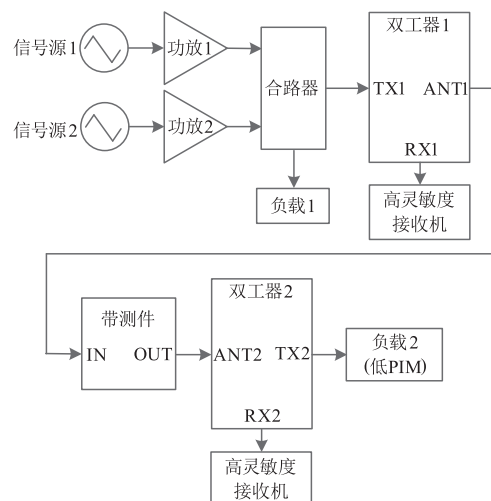 信号源1
功放1
信号源2
功放2
合路器
负载1
双工器1
TX1 ANT1
RX1
高灵敏度
接收机
带测件
IN OUT
双工器2
ANT2 TX2
RX2
高灵敏度
接收机
负载2
(低PIM)